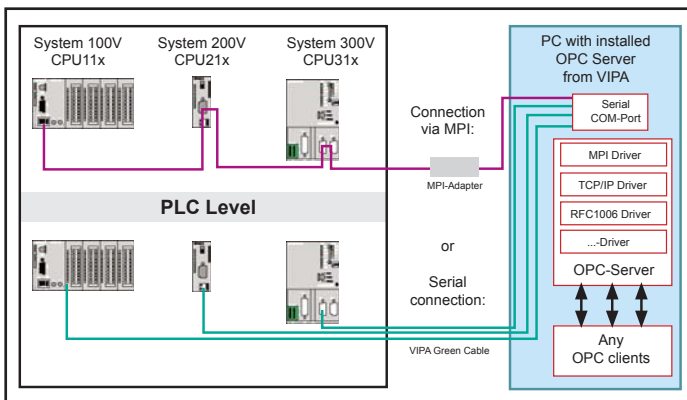 System 100V
CPU11x
System 200V
CPU21x
System 300V
CPU31x
PC with installed
OPC Server
from VIPA
Connection
via MPI:
Serial
COM-Port
MPI-Adapter
MPI Driver
TCP/IP Driver
RFC1006 Driver
...-Driver
OPC-Server
PLC Level
or
Serial
connection:
VIPA Green Cable
Any
OPC clients